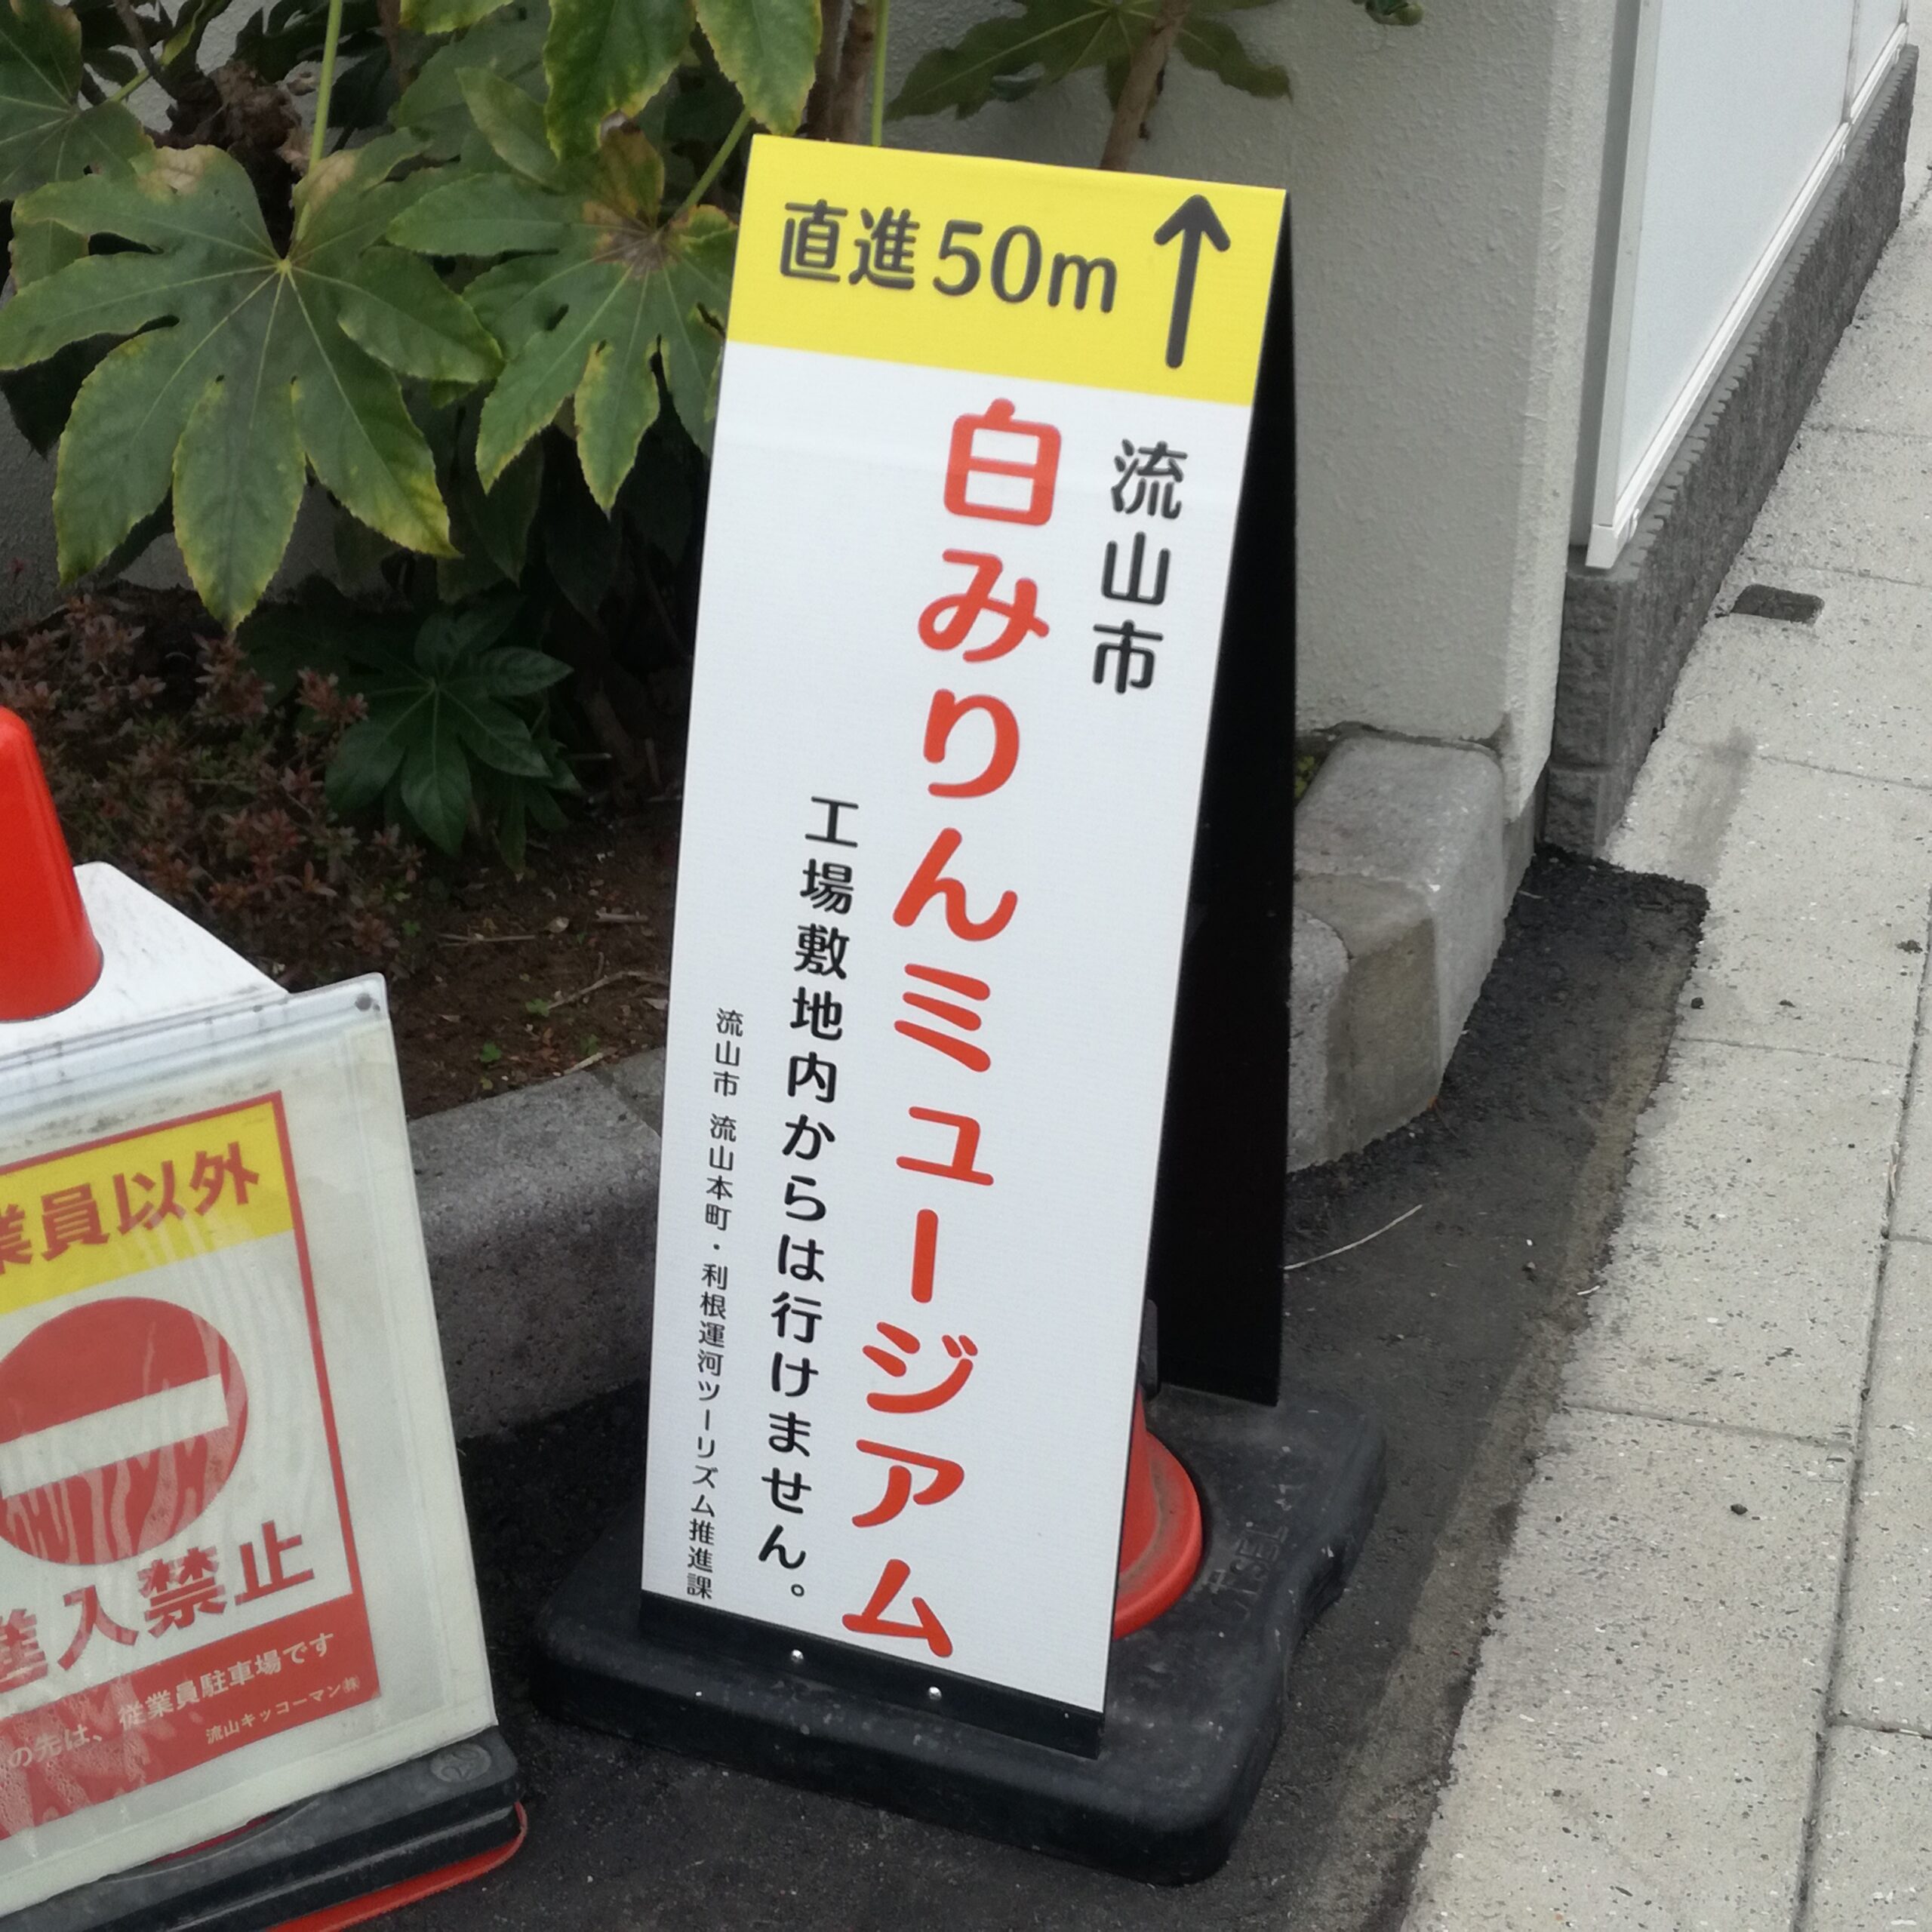 直進50m
流山市
白みりんミュージアム
工場敷地内からは行けません。
流山市 流山本町・利根運河ツーリズム推進課
業員以外
進入禁止
の先は、従業員駐車場です
流山キッコーマン㈱